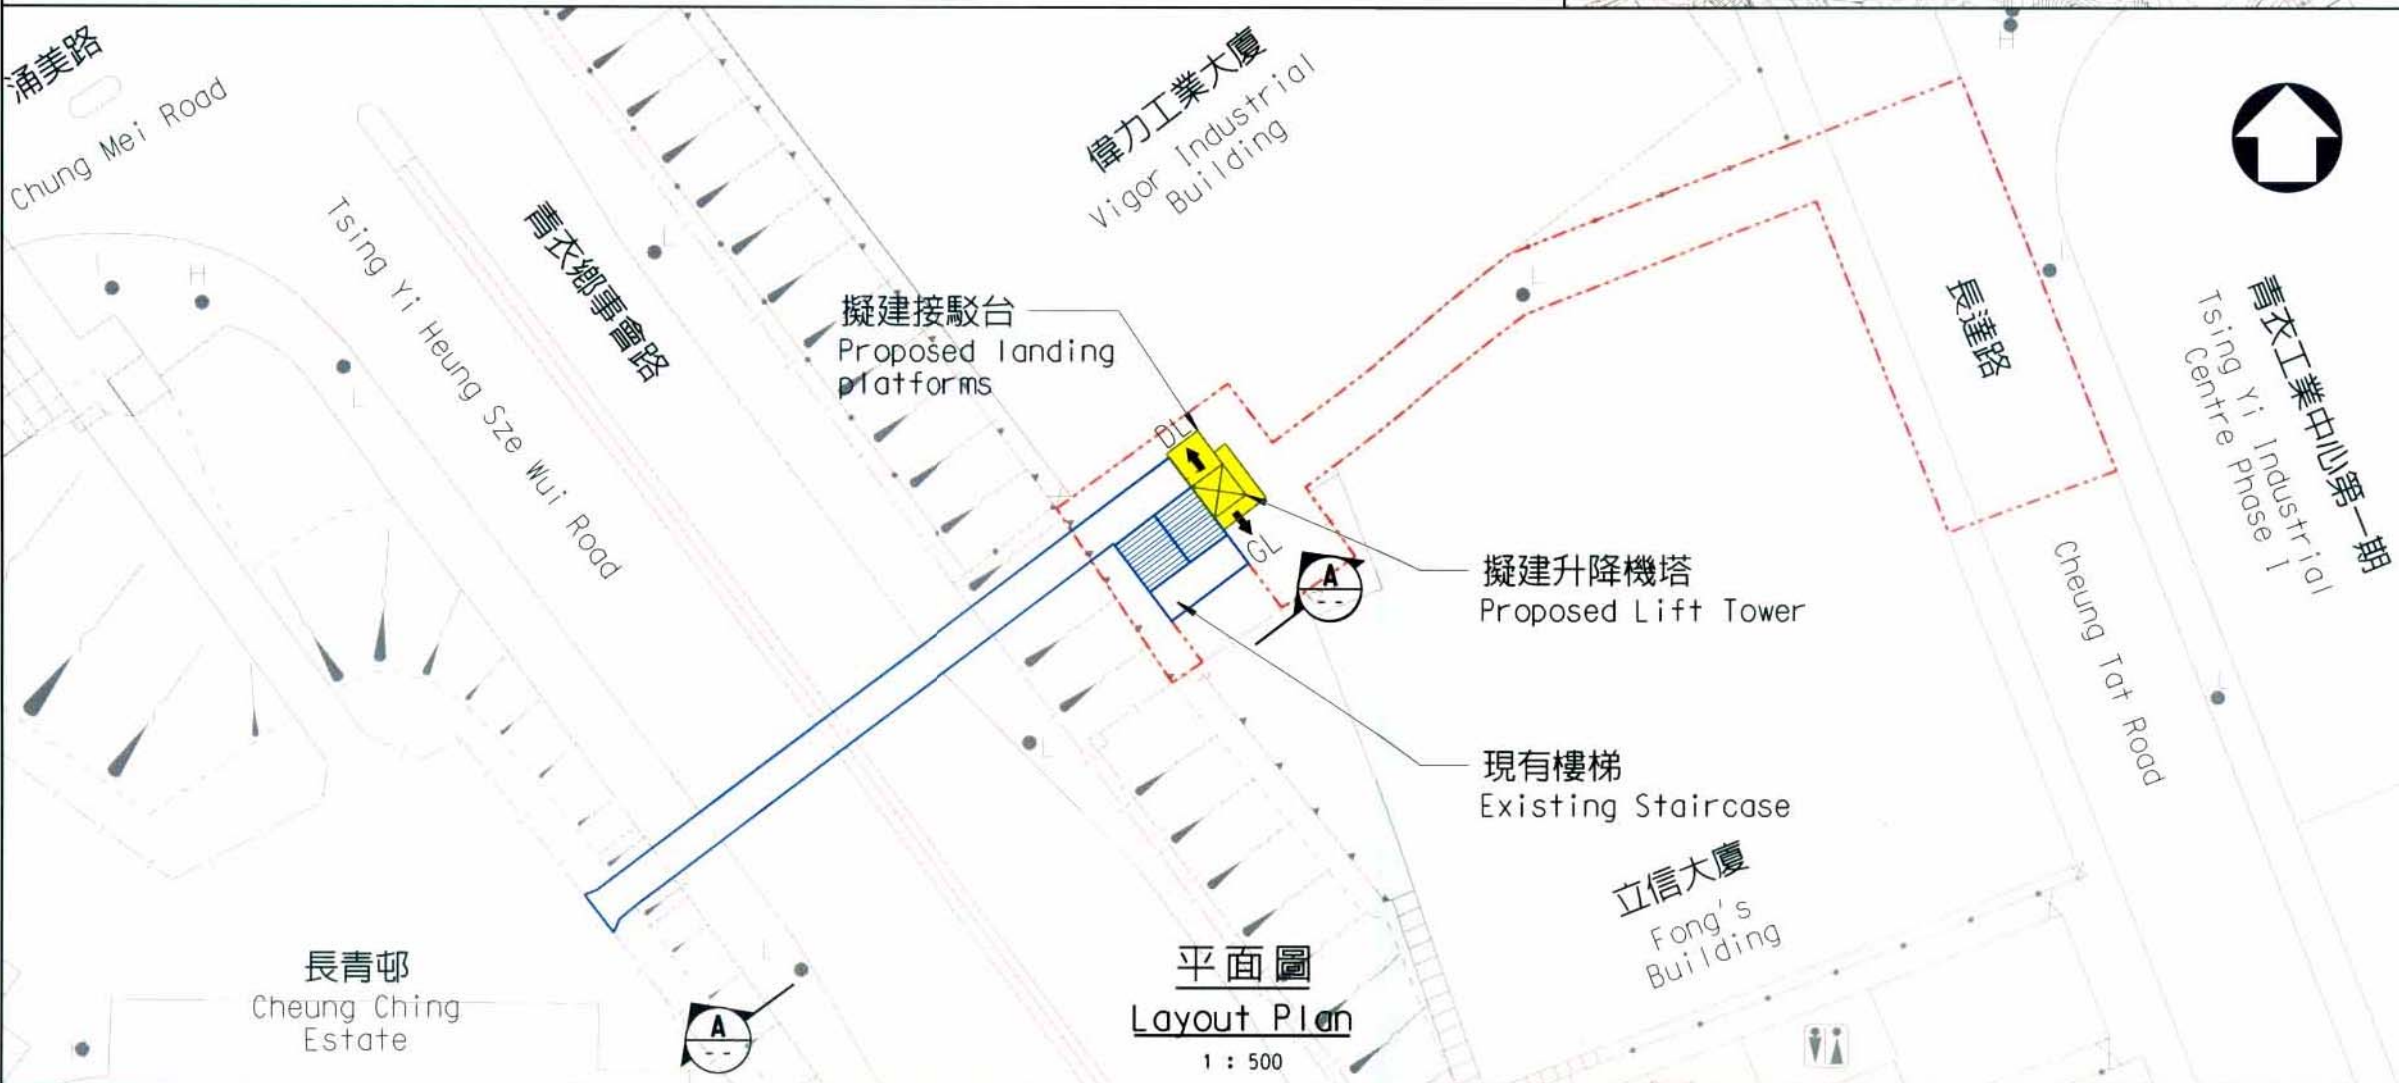 涌美路
Chung Mei Road
Tsing Yi Heung Sze Wui Road
青衣鄉事會路
偉力工業大廈
Vigor Industrial
Building
擬建接駁台
Proposed landing
platforms
DL
GL
A
--
擬建升降機塔
Proposed Lift Tower
現有樓梯
Existing Staircase
長達路
Cheung Tat Road
青衣工業中心第一期
Tsing Yi Industrial
Centre Phase I
立信大廈
Fong's
Building
長青邨
Cheung Ching
Estate
A
--
平面圖
Layout Plan
1 : 500
H
H
L
L
L
L
L
L